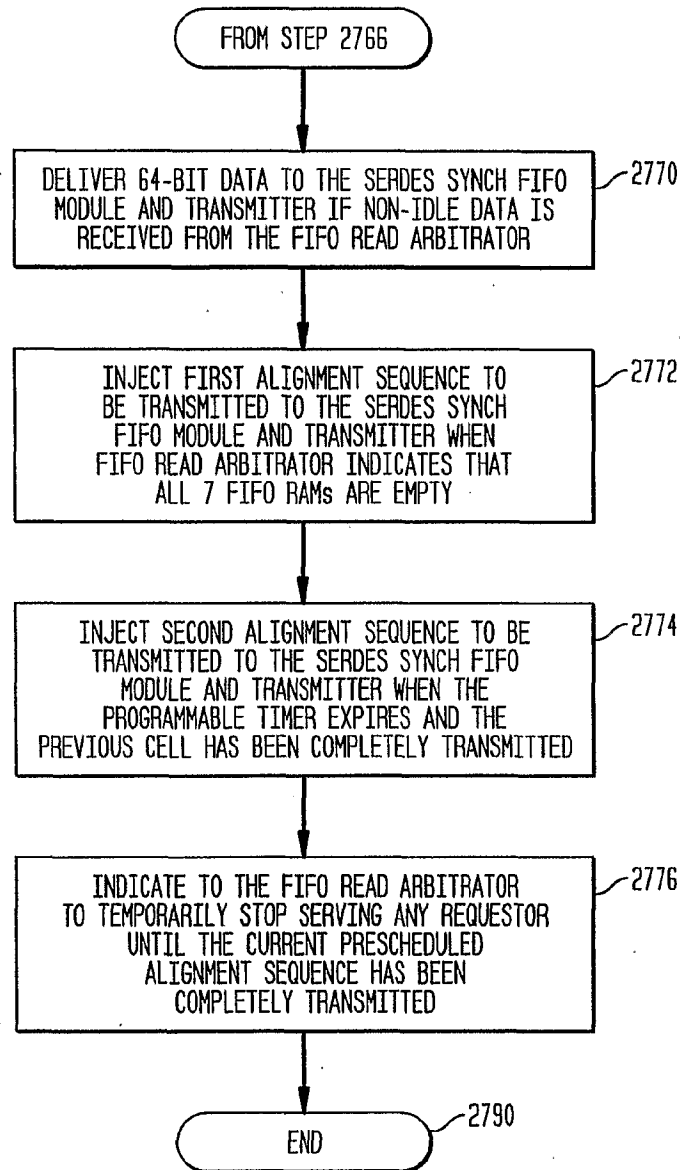 FROM STEP 2766
2770
DELIVER 64-BIT DATA TO THE SERDES SYNCH FIFO
MODULE AND TRANSMITTER IF NON-IDLE DATA IS
RECEIVED FROM THE FIFO READ ARBITRATOR
2772
INJECT FIRST ALIGNMENT SEQUENCE TO
BE TRANSMITTED TO THE SERDES SYNCH
FIFO MODULE AND TRANSMITTER WHEN
FIFO READ ARBITRATOR INDICATES THAT
ALL 7 FIFO RAMs ARE EMPTY
2774
INJECT SECOND ALIGNMENT SEQUENCE TO BE
TRANSMITTED TO THE SERDES SYNCH FIFO
MODULE AND TRANSMITTER WHEN THE
PROGRAMMABLE TIMER EXPIRES AND THE
PREVIOUS CELL HAS BEEN COMPLETELY TRANSMITTED
2776
INDICATE TO THE FIFO READ ARBITRATOR
TO TEMPORARILY STOP SERVING ANY REQUESTOR
UNTIL THE CURRENT PRESCHEDULED
ALIGNMENT SEQUENCE HAS BEEN
COMPLETELY TRANSMITTED
2790
END